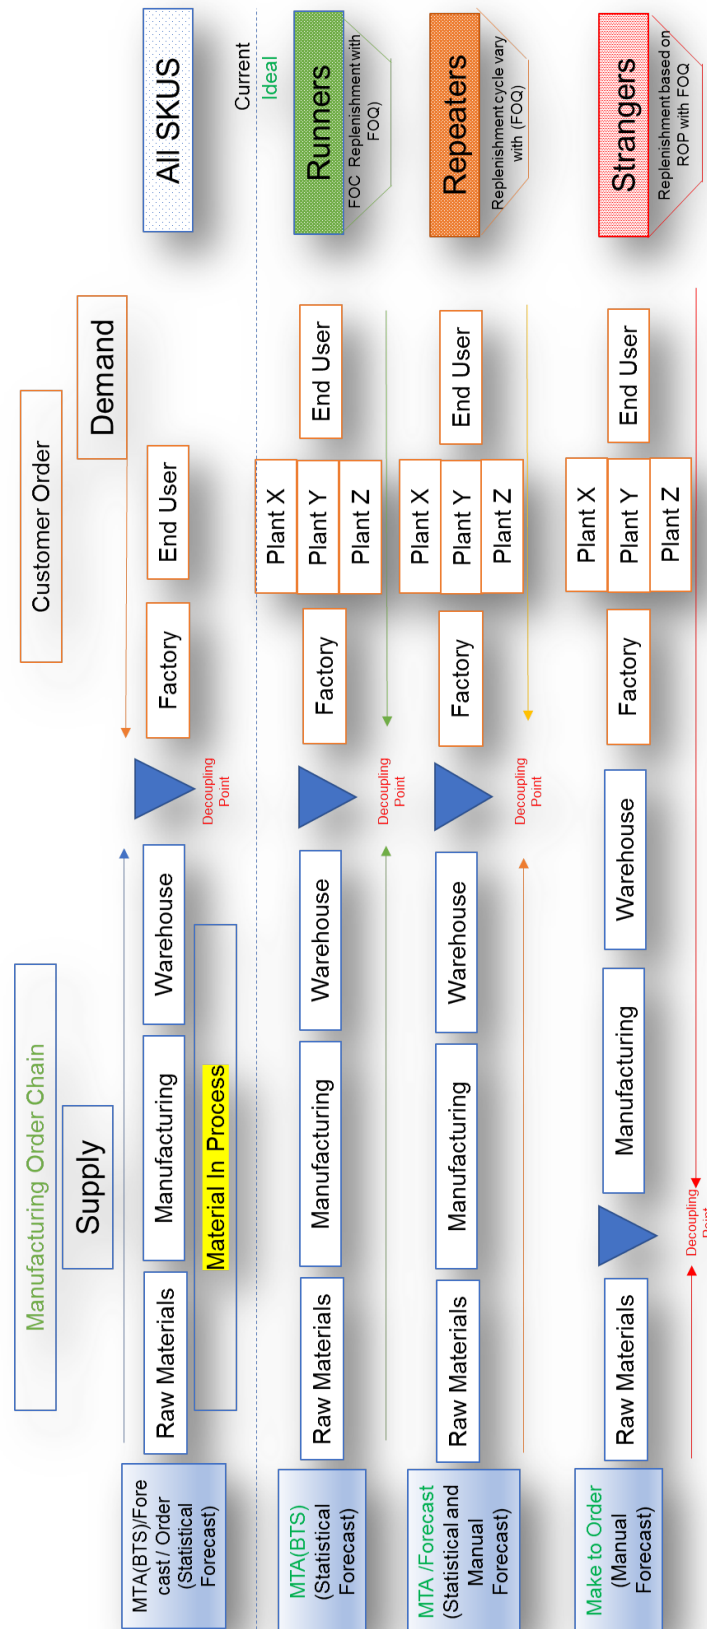 Manufacturing Order Chain
Customer Order
Supply
Demand
MTA(BTS)/Fore
cast/ Order
(Statistical
Forecast)
Raw Materials
Manufacturing
Warehouse
Material In Process
Decoupling
Point
Factory
End User
All SKUS
Current
Ideal
MTA(BTS)
(Statistical
Forecast)
Raw Materials
Manufacturing
Warehouse
Decoupling
Point
Factory
Plant X
Plant Y
Plant Z
End User
Runners
FOC Replenishment with
FOQ)
MTA /Forecast
(Statistical and
Manual
Forecast)
Raw Materials
Manufacturing
Warehouse
Decoupling
Point
Factory
Plant X
Plant Y
Plant Z
End User
Repeaters
Replenishment cycle vary
with (FOQ)
Make to Order
(Manual
Forecast)
Raw Materials
Decoupling
Point
Manufacturing
Warehouse
Factory
Plant X
Plant Y
Plant Z
End User
Strangers
Replenishment based on
ROP with FOQ